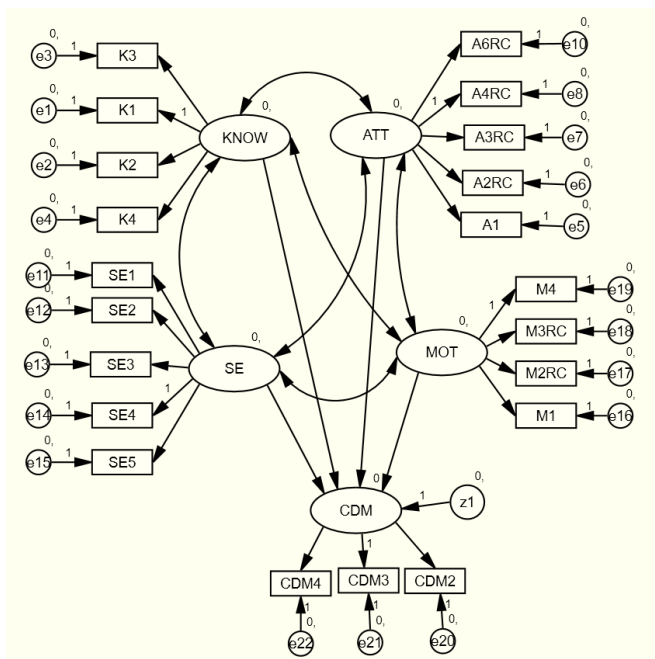 0,
e3 1 K3
0,
e1 1 K1 1
0,
e2 1 K2
0,
e4 1 K4
0,
KNOW
0,
ATT
0,
A6RC 1 e10
0,
1 A4RC 1 e8
0,
A3RC 1 e7
0,
A2RC 1 e6
0,
A1 1 e5
0,
e11 1 SE1
0,
e12 1 SE2
0,
e13 1 SE3
0,
e14 1 SE4 1
0,
e15 1 SE5
0,
SE
0,
MOT
0,
1 M4 1 e19
0,
M3RC 1 e18
0,
M2RC 1 e17
0,
M1 1 e16
0
CDM
0,
1 z1
1
CDM4 CDM3 CDM2
1 1 1
0, 0, 0,
e22 e21 e20